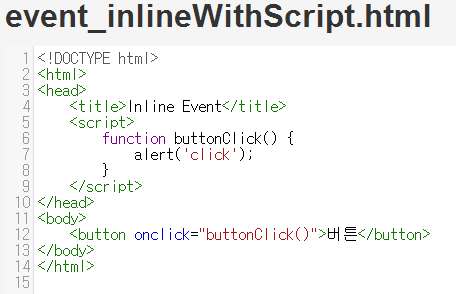 event_inlineWithScript.html
1 <!DOCTYPE html>
2 <html>
3 <head>
4     <title>Inline Event</title>
5     <script>
6         function buttonClick() {
7             alert('click');
8         }
9     </script>
10 </head>
11 <body>
12     <button onclick="buttonClick()">버튼</button>
13 </body>
14 </html>
15